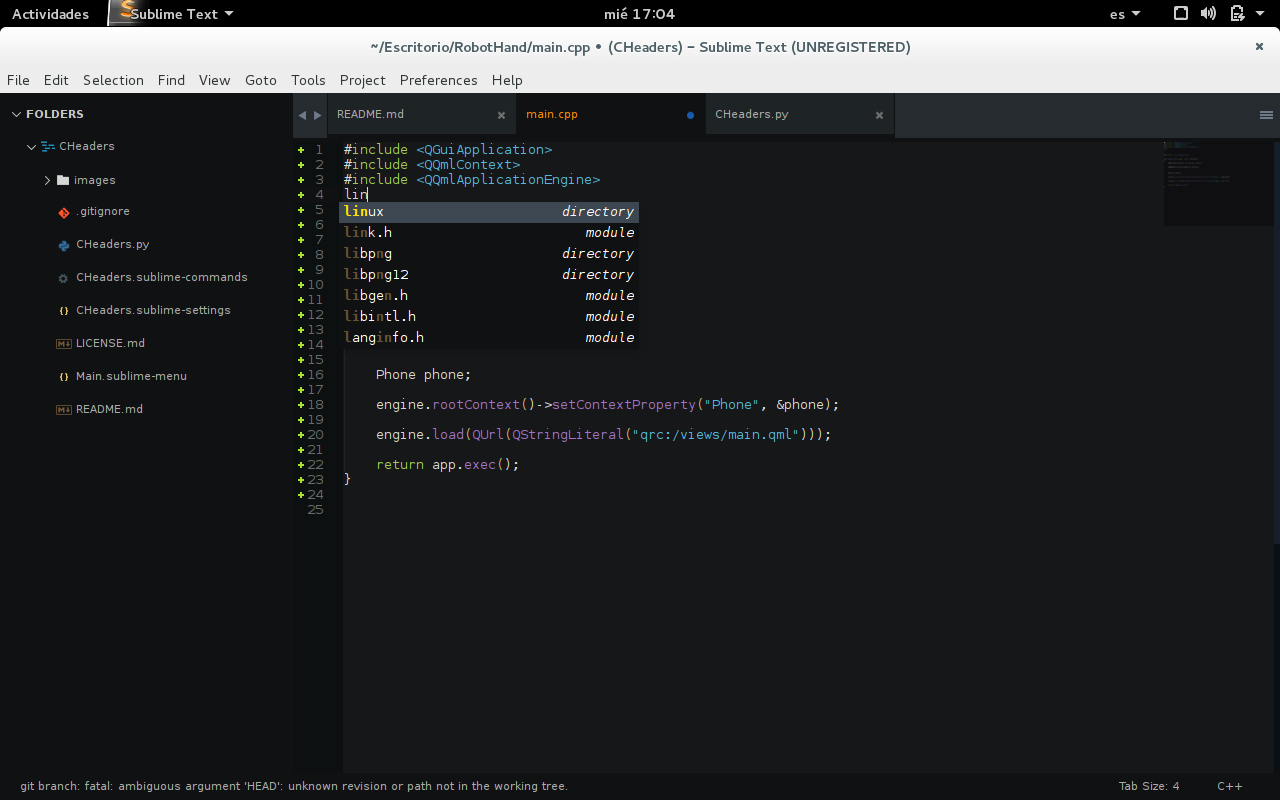 Actividades Sublime Text mié 17:04 es
~/Escritorio/RobotHand/main.cpp • (CHeaders) - Sublime Text (UNREGISTERED)
File Edit Selection Find View Goto Tools Project Preferences Help
FOLDERS
CHeaders
images
.gitignore
CHeaders.py
CHeaders.sublime-commands
CHeaders.sublime-settings
LICENSE.md
Main.sublime-menu
README.md
README.md main.cpp CHeaders.py
1 #include <QGuiApplication>
2 #include <QQmlContext>
3 #include <QQmlApplicationEngine>
4 lin
5
6
7
8
9
10
11
12
13
14
linux directory
link.h module
libpng directory
libpng12 directory
libgen.h module
libintl.h module
langinfo.h module
15
16 Phone phone;
17
18 engine.rootContext()->setContextProperty("Phone", &phone);
19
20 engine.load(QUrl(QStringLiteral("qrc:/views/main.qml")));
21
22 return app.exec();
23 }
24
25
git branch: fatal: ambiguous argument 'HEAD': unknown revision or path not in the working tree. Tab Size: 4 C++